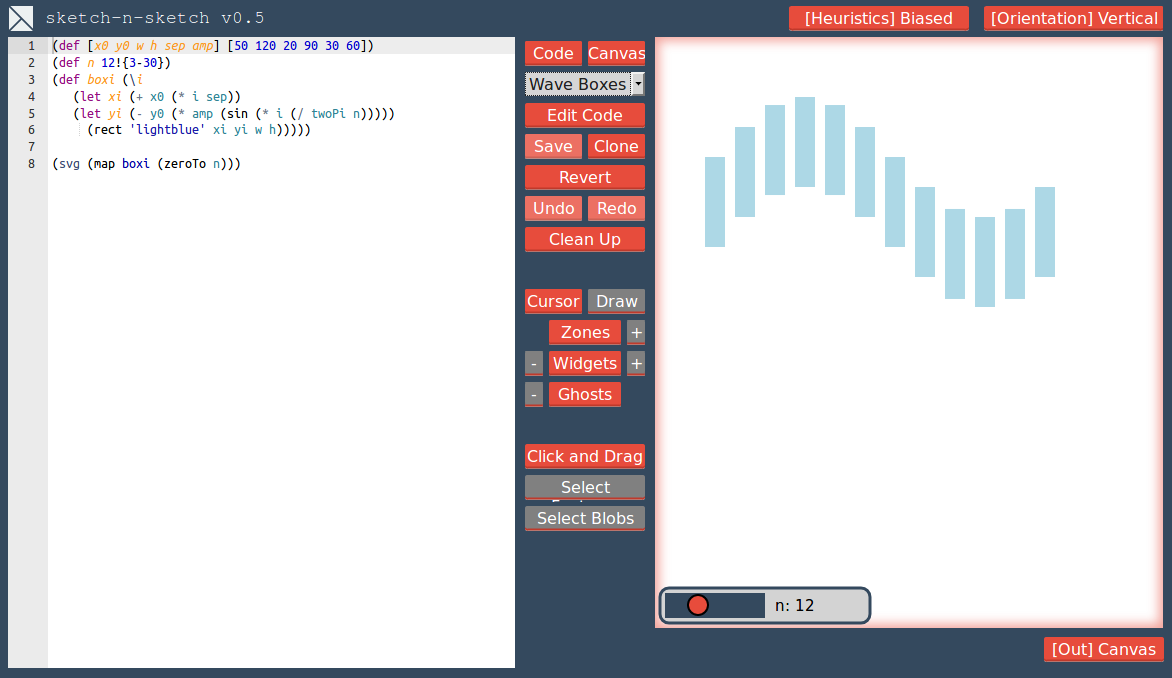 sketch-n-sketch v0.5
[Heuristics] Biased
[Orientation] Vertical
1 (def [x0 y0 w h sep amp] [50 120 20 90 30 60])
2 (def n 12!{3-30})
3 (def boxi (\i
4 (let xi (+ x0 (* i sep))
5 (let yi (- y0 (* amp (sin (* i (/ twoPi n)))))
6 (rect 'lightblue' xi yi w h)))))
7
8 (svg (map boxi (zeroTo n)))
Code
Canvas
Wave Boxes
Edit Code
Save
Clone
Revert
Undo
Redo
Clean Up
Cursor
Draw
Zones +
- Widgets +
- Ghosts
Click and Drag
Select
Select Blobs
n: 12
[Out] Canvas